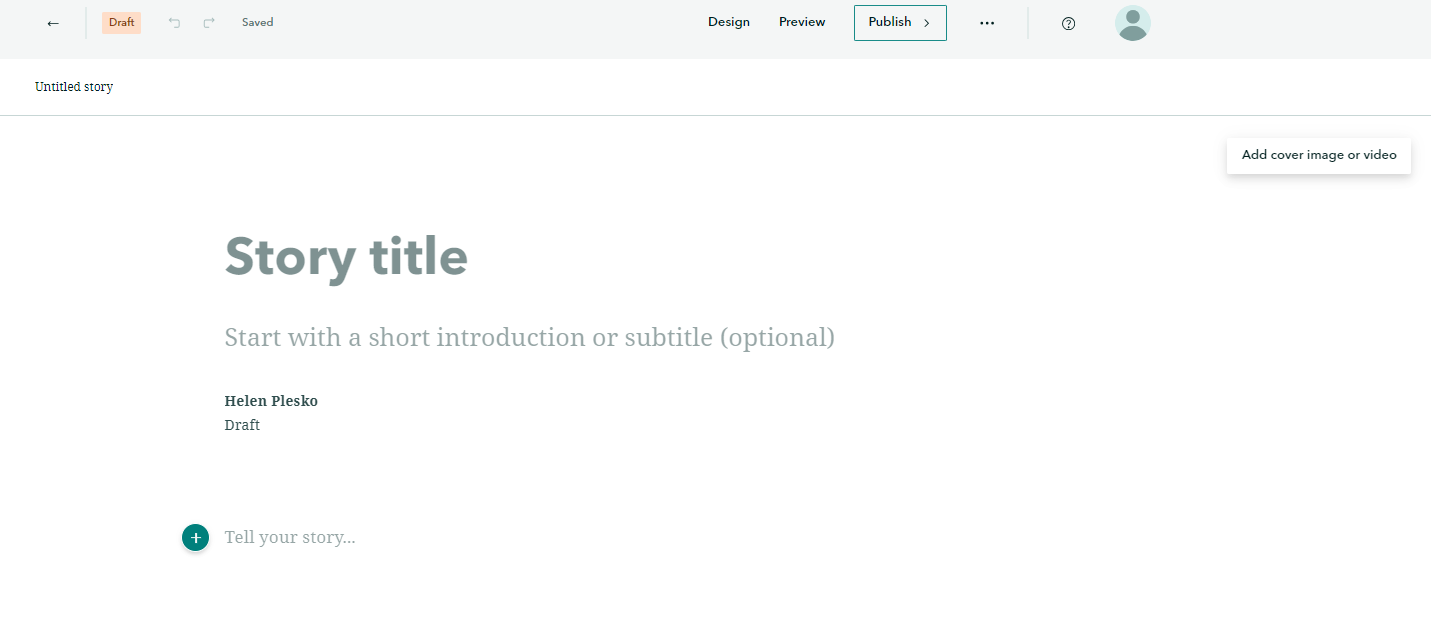 Draft Saved Design Preview Publish
Untitled story
Add cover image or video
Story title
Start with a short introduction or subtitle (optional)
Helen Plesko
Draft
Tell your story...